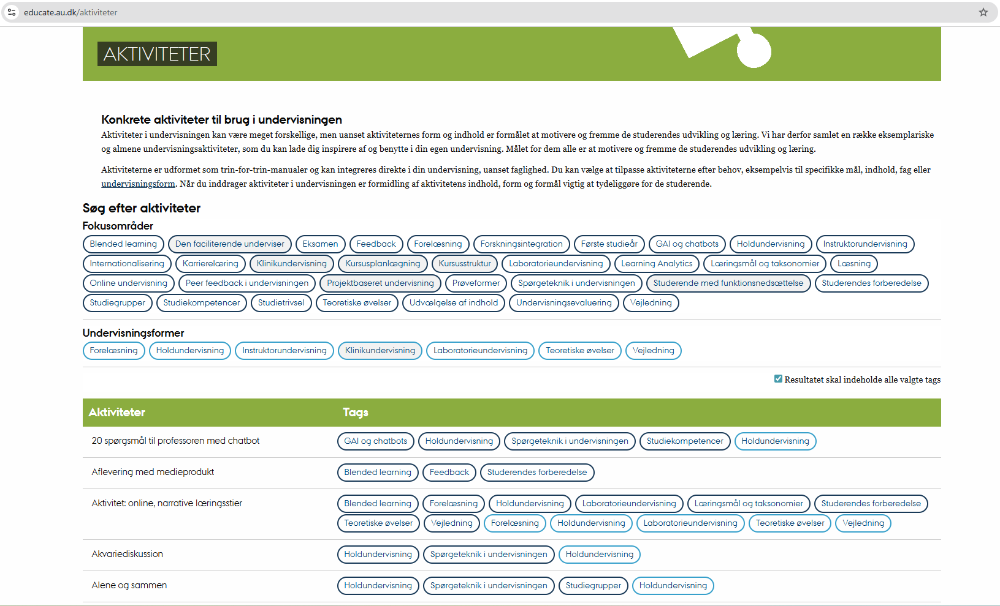 educate.au.dk/aktiviteter
AKTIVITETER
Konkrete aktiviteter til brug i undervisningen
Aktiviteter i undervisningen kan være meget forskellige, men uanset aktiviteternes form og indhold er formålet at motivere og fremme de studerendes udvikling og læring. Vi har derfor samlet en række eksemplariske
og almene undervisningsaktiviteter, som du kan lade dig inspirere af og benytte i din egen undervisning. Målet for dem alle er at motivere og fremme de studerendes udvikling og læring.
Aktiviteterne er udformet som trin-for-trin-manualer og kan integreres direkte i din undervisning, uanset faglighed. Du kan vælge at tilpasse aktiviteterne efter behov, eksempelvis til specifikke mål, indhold, fag eller
undervisningsform. Når du inddrager aktiviteter i undervisningen er formidling af aktivitetens indhold, form og formål vigtig at tydeliggøre for de studerende.
Søg efter aktiviteter
Fokusområder
Blended learning Den faciliterende underviser Eksamen Feedback Forelæsning Forskningsintegration Første studieår GAI og chatbots Holdundervisning Instruktorundervisning
Internationalisering Karrierelæring Klinikundervisning Kursusplanlægning Kursusstruktur Laboratorieundervisning Learning Analytics Læringsmål og taksonomier Læsning
Online undervisning Peer feedback i undervisningen Projektbaseret undervisning Prøveformer Spørgeteknik i undervisningen Studerende med funktionsnedsættelse Studerendes forberedelse
Studiegrupper Studiekompetencer Studietrivsel Teoretiske øvelser Udvælgelse af indhold Undervisningsevaluering Vejledning
Undervisningsformer
Forelæsning Holdundervisning Instruktorundervisning Klinikundervisning Laboratorieundervisning Teoretiske øvelser Vejledning
Resultatet skal indeholde alle valgte tags
Aktiviteter Tags
20 spørgsmål til professoren med chatbot GAI og chatbots Holdundervisning Spørgeteknik i undervisningen Studiekompetencer Holdundervisning
Aflevering med medieprodukt Blended learning Feedback Studerendes forberedelse
Aktivitet: online, narrative læringsstier Blended learning Forelæsning Holdundervisning Laboratorieundervisning Læringsmål og taksonomier Studerendes forberedelse
Teoretiske øvelser Vejledning Forelæsning Holdundervisning Laboratorieundervisning Teoretiske øvelser Vejledning
Akvariediskussion Holdundervisning Spørgeteknik i undervisningen Holdundervisning
Alene og sammen Holdundervisning Spørgeteknik i undervisningen Studiegrupper Holdundervisning